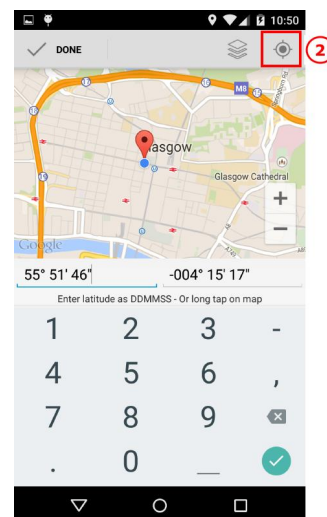 10:50
DONE
2
M8
Glasgow
Glasgow Cathedral
+
Google
−
55° 51' 46" -004° 15' 17"
Enter latitude as DDMMSS - Or long tap on map
1 2 3 -
4 5 6 ,
7 8 9
. 0 _